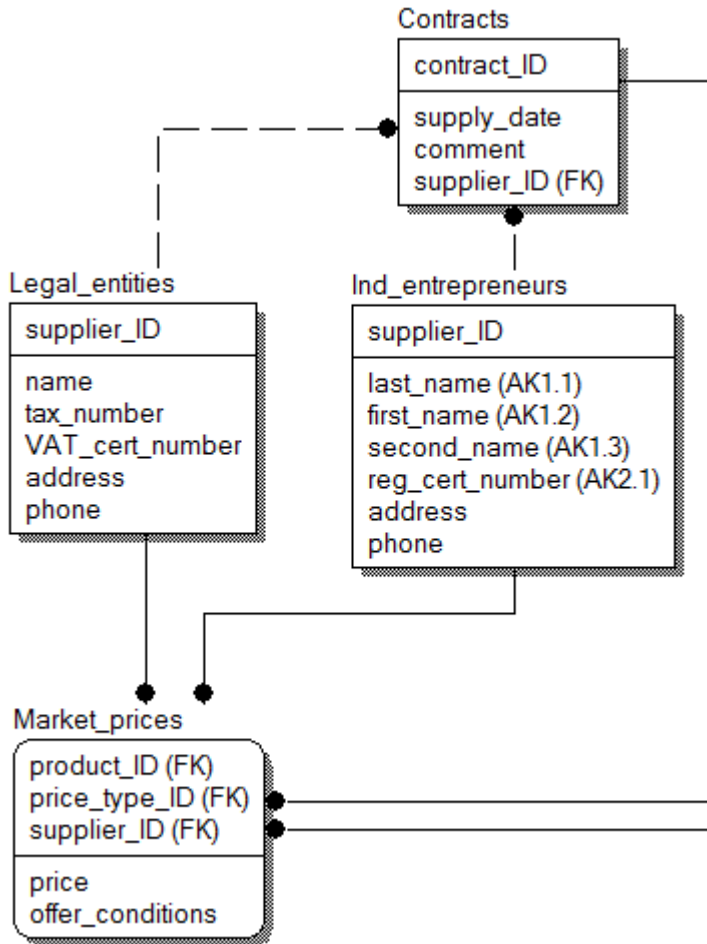 Contracts
contract_ID
supply_date
comment
supplier_ID (FK)
Legal_entities
supplier_ID
name
tax_number
VAT_cert_number
address
phone
Ind_entrepreneurs
supplier_ID
last_name (AK1.1)
first_name (AK1.2)
second_name (AK1.3)
reg_cert_number (AK2.1)
address
phone
Market_prices
product_ID (FK)
price_type_ID (FK)
supplier_ID (FK)
price
offer_conditions